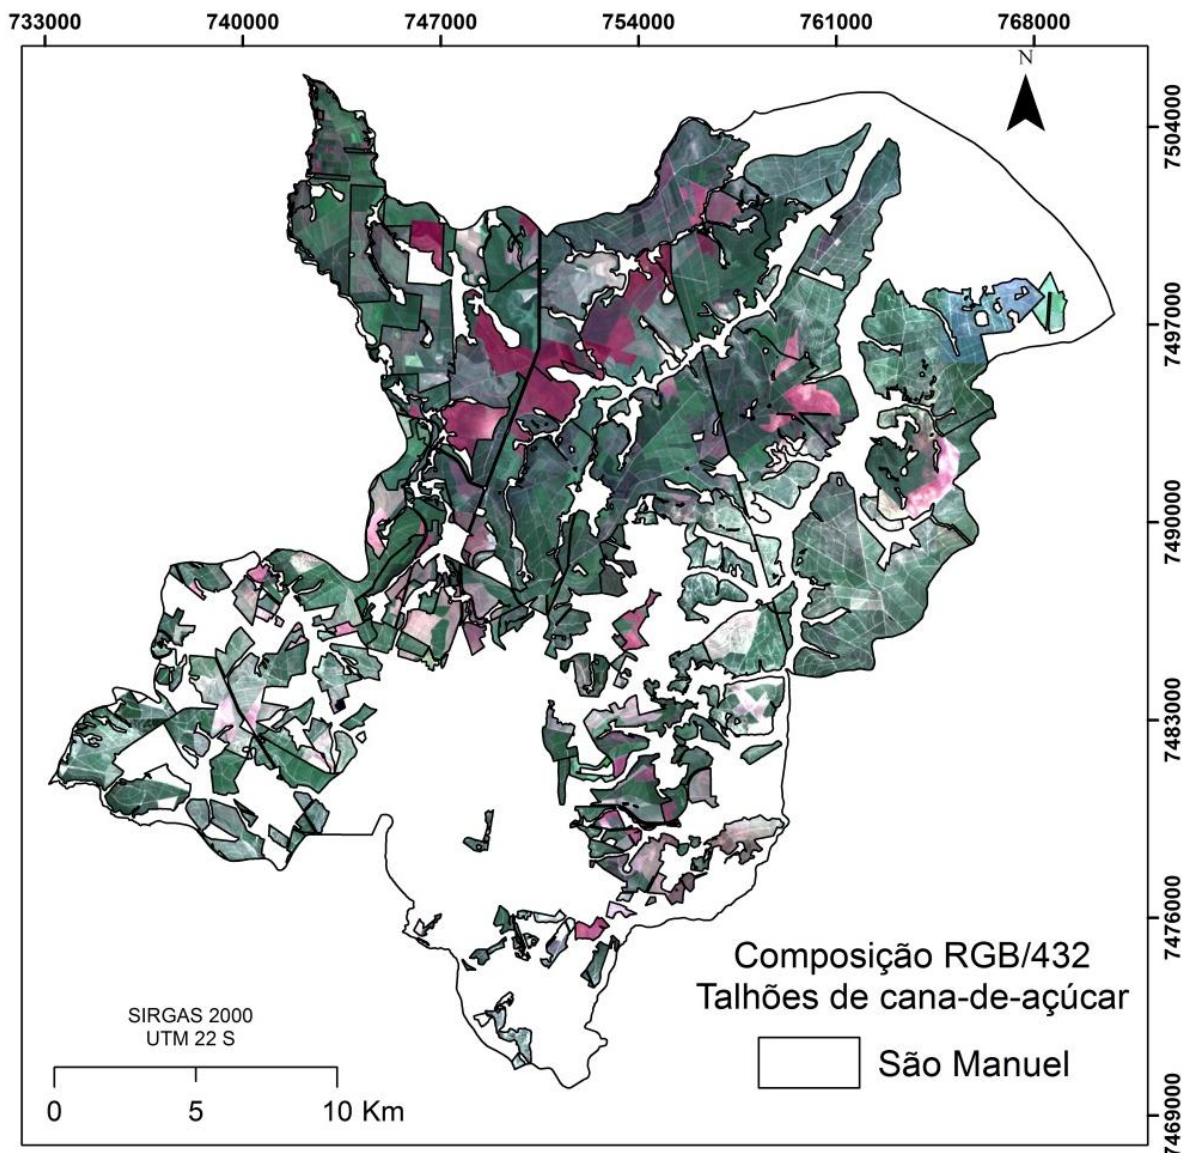 733000 740000 747000 754000 761000 768000
N
7504000
7497000
7490000
7483000
7476000
7469000
Composição RGB/432
Talhões de cana-de-açúcar
São Manuel
SIRGAS 2000
UTM 22 S
0 5 10 Km